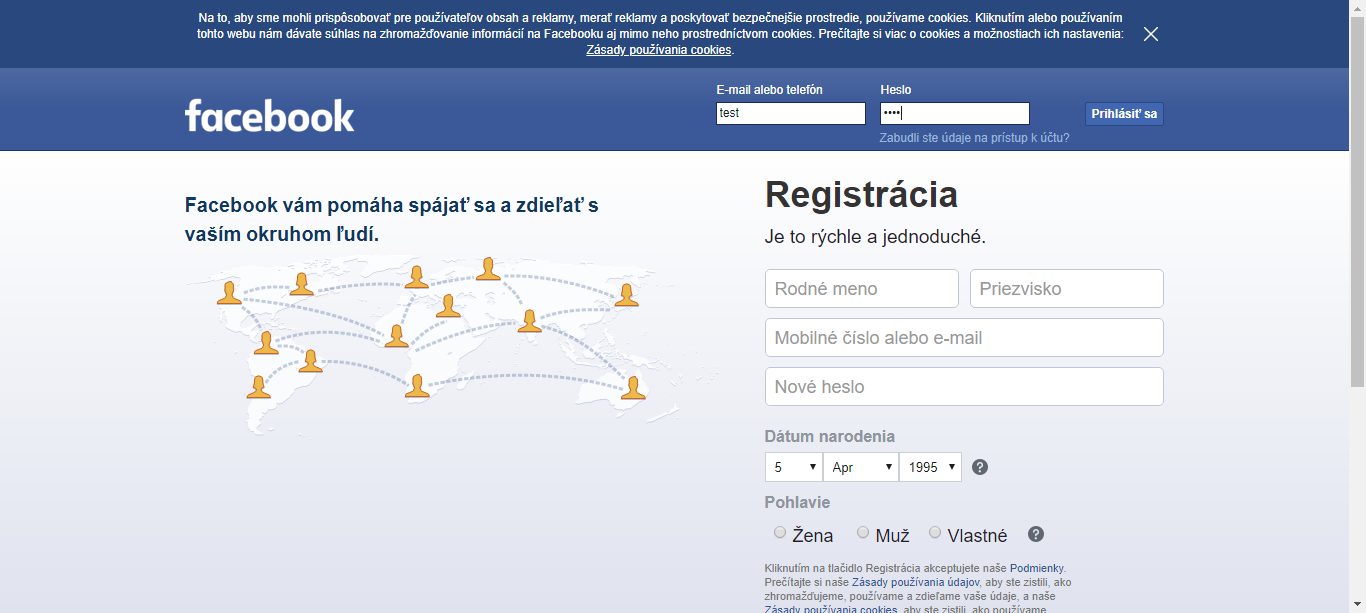 Na to, aby sme mohli prispôsobovať pre používateľov obsah a reklamy, merať reklamy a poskytovať bezpečnejšie prostredie, používame cookies. Kliknutím alebo používaním
tohto webu nám dávate súhlas na zhromažďovanie informácií na Facebooku aj mimo neho prostredníctvom cookies. Prečítajte si viac o cookies a možnostiach ich nastavenia:
Zásady používania cookies.
facebook
E-mail alebo telefón
Heslo
test
••••
Prihlásiť sa
Zabudli ste údaje na prístup k účtu?
Facebook vám pomáha spájať sa a zdieľať s
vaším okruhom ľudí.
Registrácia
Je to rýchle a jednoduché.
Rodné meno
Priezvisko
Mobilné číslo alebo e-mail
Nové heslo
Dátum narodenia
5 Apr 1995 ?
Pohlavie
Žena Muž Vlastné ?
Kliknutím na tlačidlo Registrácia akceptujete naše Podmienky.
Prečítajte si naše Zásady používania údajov, aby ste zistili, ako
zhromažďujeme, používame a zdieľame vaše údaje, a naše
Zásady používania cookies, aby ste zistili, ako používame